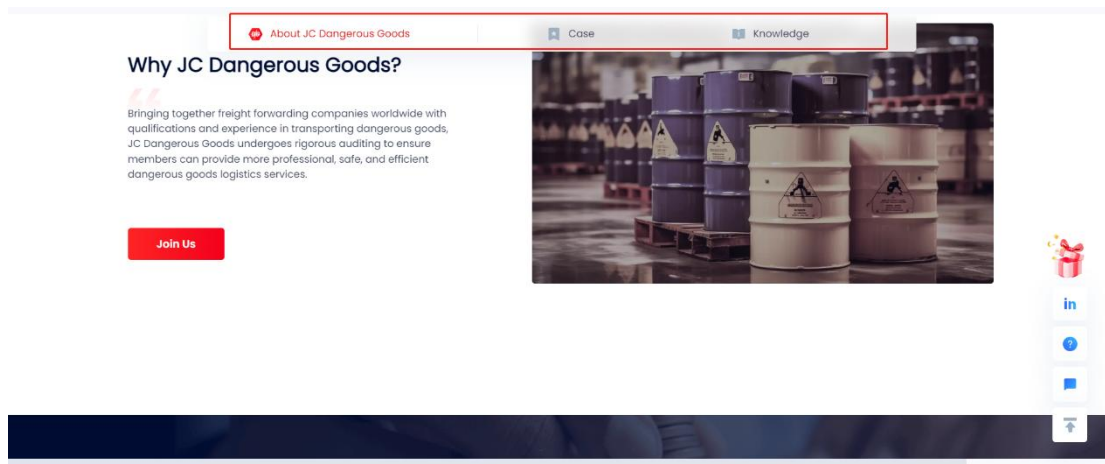 About JC Dangerous Goods
Case
Knowledge
Why JC Dangerous Goods?
Bringing together freight forwarding companies worldwide with
qualifications and experience in transporting dangerous goods,
JC Dangerous Goods undergoes rigorous auditing to ensure
members can provide more professional, safe, and efficient
dangerous goods logistics services.
Join Us
in
?